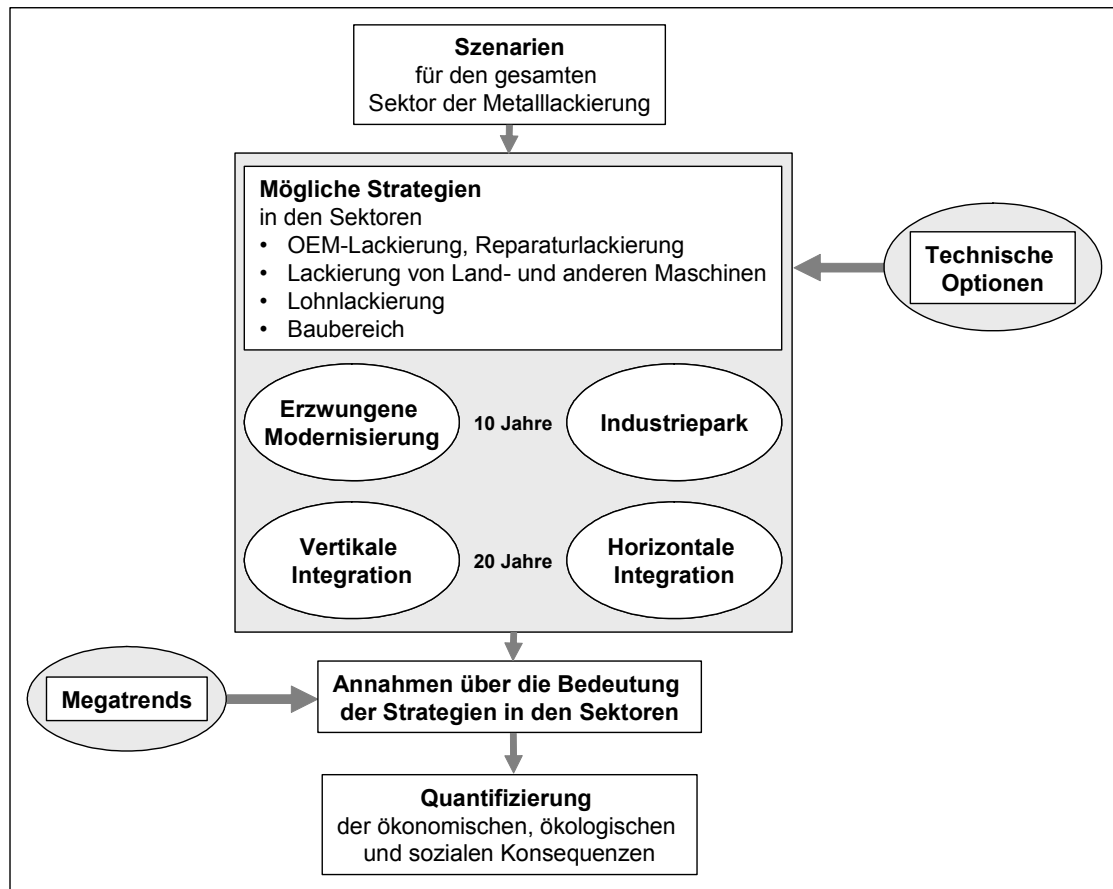 Szenarien
für den gesamten
Sektor der Metalllackierung
Mögliche Strategien
in den Sektoren
• OEM-Lackierung, Reparaturlackierung
• Lackierung von Land- und anderen Maschinen
• Lohnlackierung
• Baubereich
Technische
Optionen
Erzwungene
Modernisierung
10 Jahre
Industriepark
Vertikale
Integration
20 Jahre
Horizontale
Integration
Megatrends
Annahmen über die Bedeutung
der Strategien in den Sektoren
Quantifizierung
der ökonomischen, ökologischen
und sozialen Konsequenzen